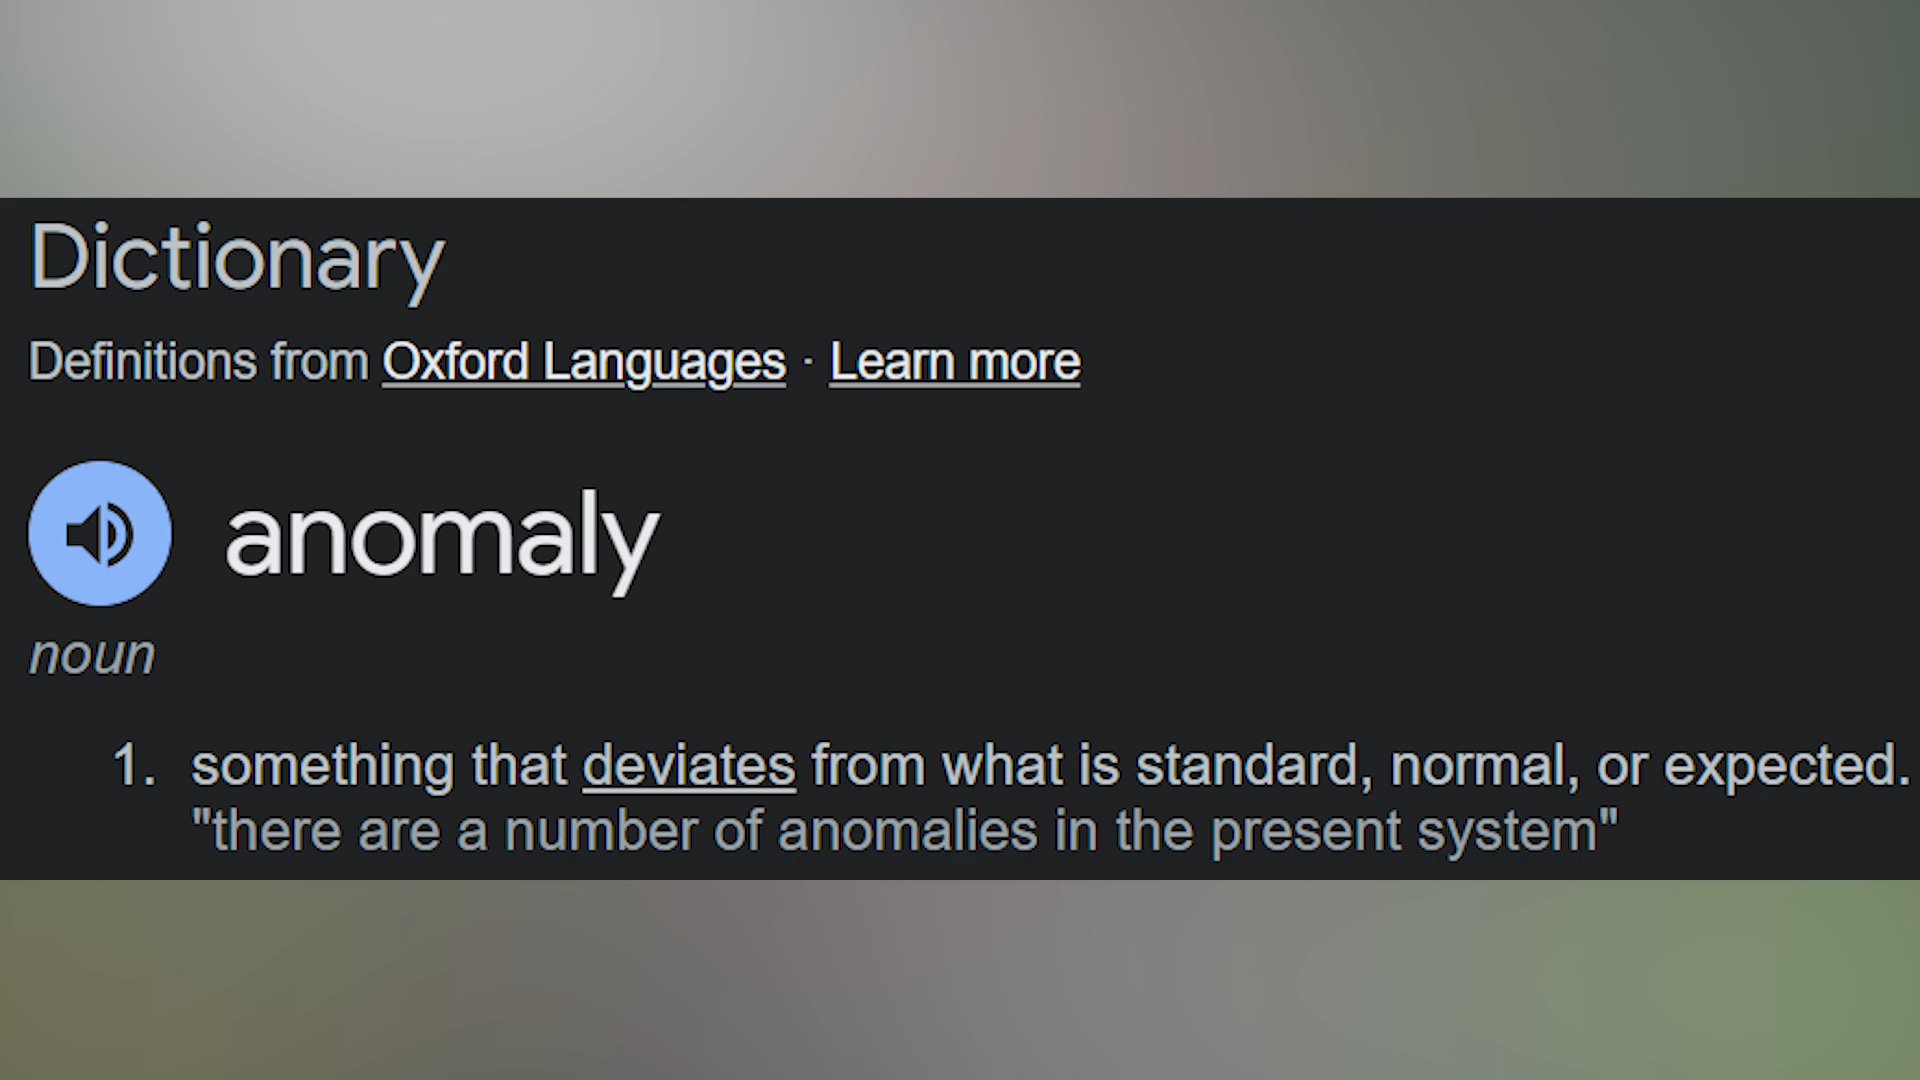 Dictionary
Definitions from Oxford Languages · Learn more
anomaly
noun
1. something that deviates from what is standard, normal, or expected.
"there are a number of anomalies in the present system"